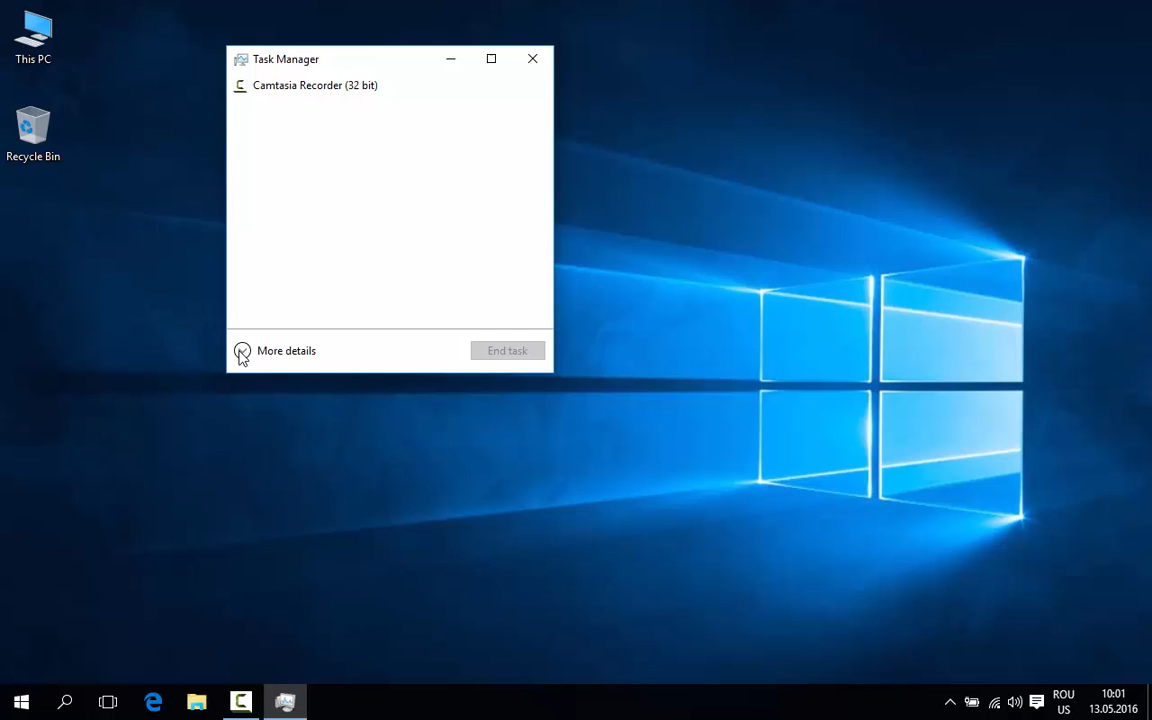 This PC
Recycle Bin
Task Manager
Camtasia Recorder (32 bit)
More details
End task
ROU
US
10:01
13.05.2016